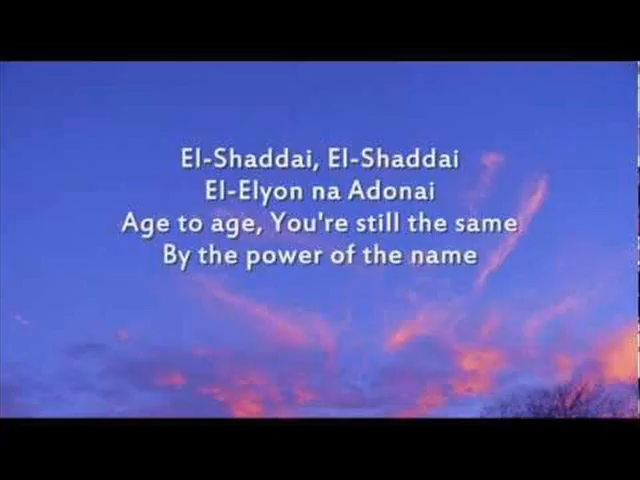 El-Shaddai, El-Shaddai
El-Elyon na Adonai
Age to age, You're still the same
By the power of the name